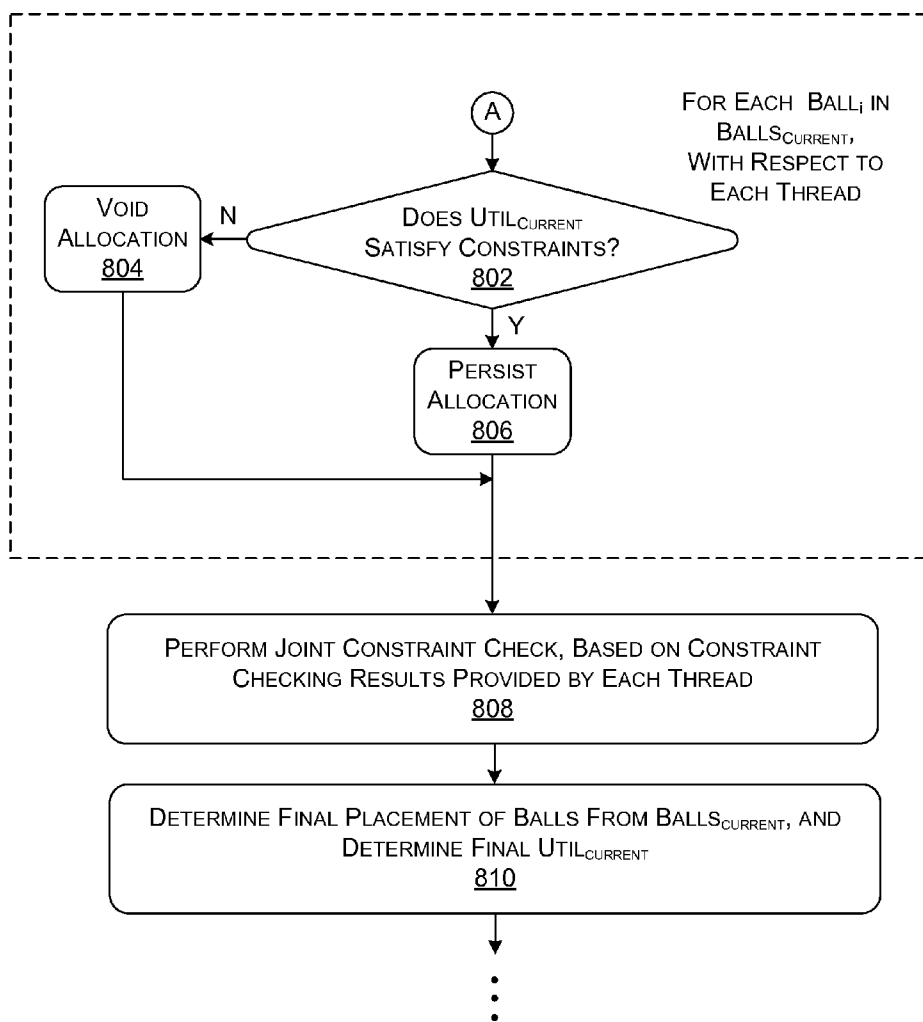 A
FOR EACH BALLi IN
BALLSCURRENT,
WITH RESPECT TO
EACH THREAD
VOID
ALLOCATION
804
N
DOES UTILCURRENT
SATISFY CONSTRAINTS?
802
Y
PERSIST
ALLOCATION
806
PERFORM JOINT CONSTRAINT CHECK, BASED ON CONSTRAINT
CHECKING RESULTS PROVIDED BY EACH THREAD
808
DETERMINE FINAL PLACEMENT OF BALLS FROM BALLSCURRENT, AND
DETERMINE FINAL UTILCURRENT
810